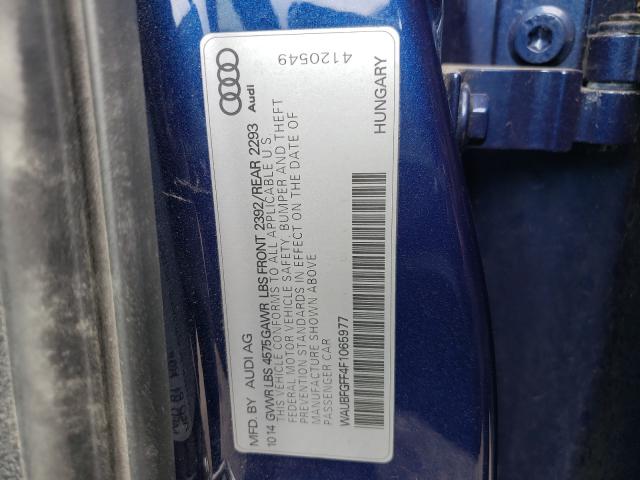 Audi
4120549
MFD. BY AUDI AG
10 14 GVWR LBS 4575 GAWR LBS FRONT 2392/REAR 2293
THIS VEHICLE CONFORMS TO ALL APPLICABLE U S.
FEDERAL MOTOR VEHICLE SAFETY, BUMPER AND THEFT
PREVENTION STANDARDS IN EFFECT ON THE DATE OF
MANUFACTURE SHOWN ABOVE
PASSENGER CAR
WAUBFGFF4F1065977
HUNGARY